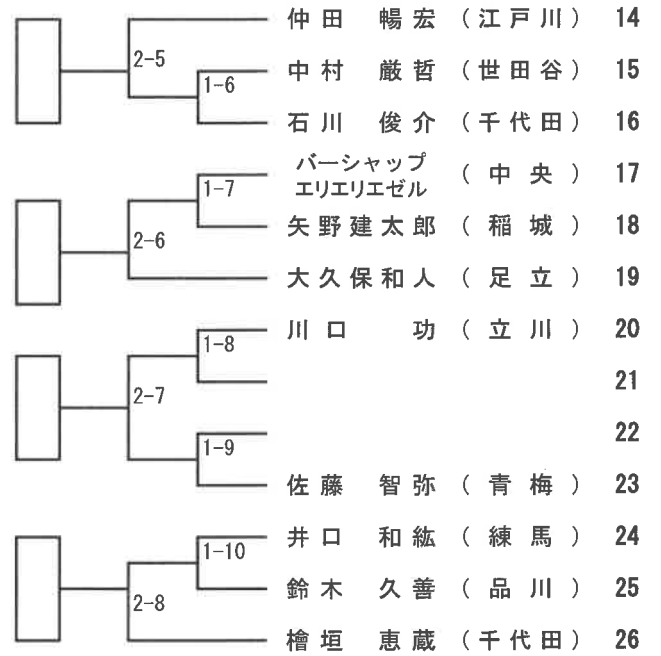 仲田 暢宏 (江戸川) 14
2-5
中村 厳哲 (世田谷) 15
1-6
石川 俊介 (千代田) 16
バーシャップ
エリエリエゼル (中央) 17
1-7
矢野建太郎 (稲城) 18
2-6
大久保和人 (足立) 19
川口 功 (立川) 20
1-8
21
2-7
22
1-9
佐藤 智弥 (青梅) 23
井口 和紘 (練馬) 24
1-10
鈴木 久善 (品川) 25
2-8
檜垣 恵蔵 (千代田) 26